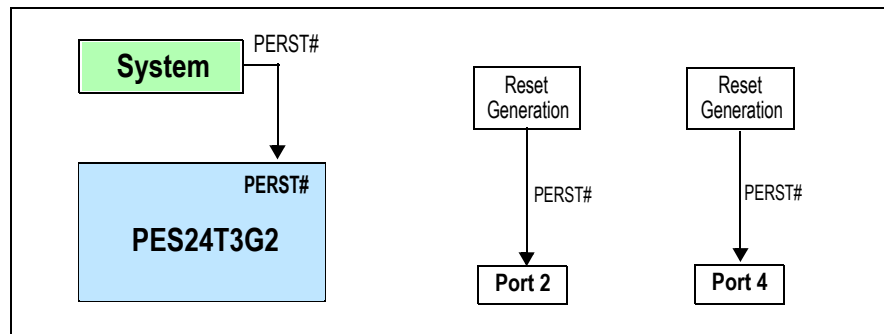 PERST#
System
PERST#
PES24T3G2
Reset
Generation
PERST#
Port 2
Reset
Generation
PERST#
Port 4